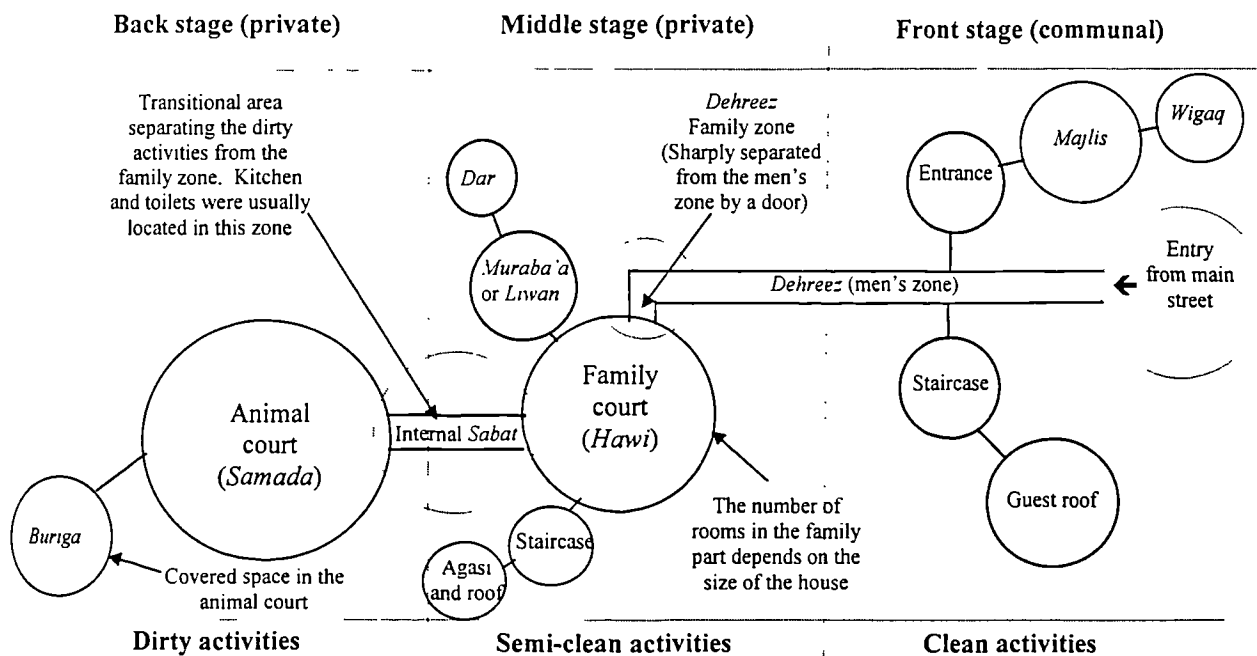 Back stage (private)
Middle stage (private)
Front stage (communal)
Transitional area
separating the dirty
activities from the
family zone. Kitchen
and toilets were usually
located in this zone
Dehreez
Family zone
(Sharply separated
from the men's
zone by a door)
Dar
Muraba'a
or Liwan
Entrance
Majlis
Wigaq
Entry
from main
street
Dehreez (men's zone)
Animal
court
(Samada)
Internal Sabat
Family
court
(Hawi)
Staircase
Guest roof
Buriga
Covered space in the
animal court
Staircase
Agasi
and roof
The number of
rooms in the family
part depends on the
size of the house
Dirty activities
Semi-clean activities
Clean activities